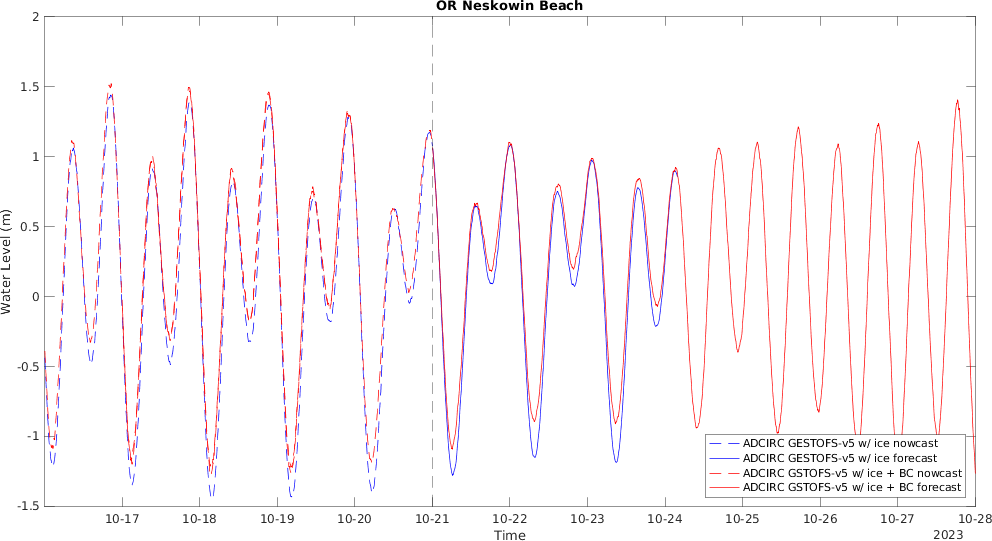 OR Neskowin Beach
2
1.5
1
0.5
0
-0.5
-1
-1.5
Water Level (m)
10-17 10-18 10-19 10-20 10-21 10-22 10-23 10-24 10-25 10-26 10-27 10-28
2023
Time
ADCIRC GESTOFS-v5 w/ ice nowcast
ADCIRC GESTOFS-v5 w/ ice forecast
ADCIRC GSTOFS-v5 w/ ice + BC nowcast
ADCIRC GSTOFS-v5 w/ ice + BC forecast